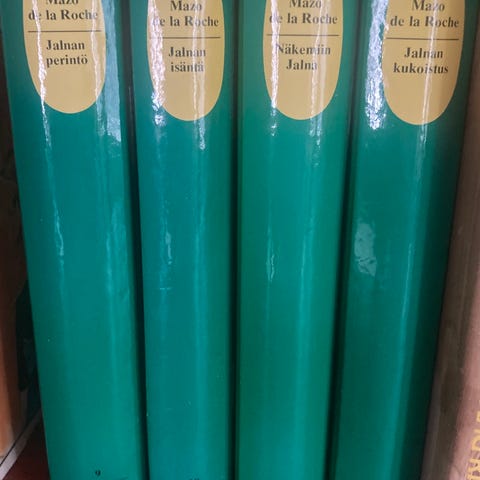 Mazo
de la Roche
Jalnan
perintö
9
Mazo
de la Roche
Jalnan
isäntä
Mazo
de la Roche
Näkemiin
Jalna
Mazo
de la Roche
Jalnan
kukoistus